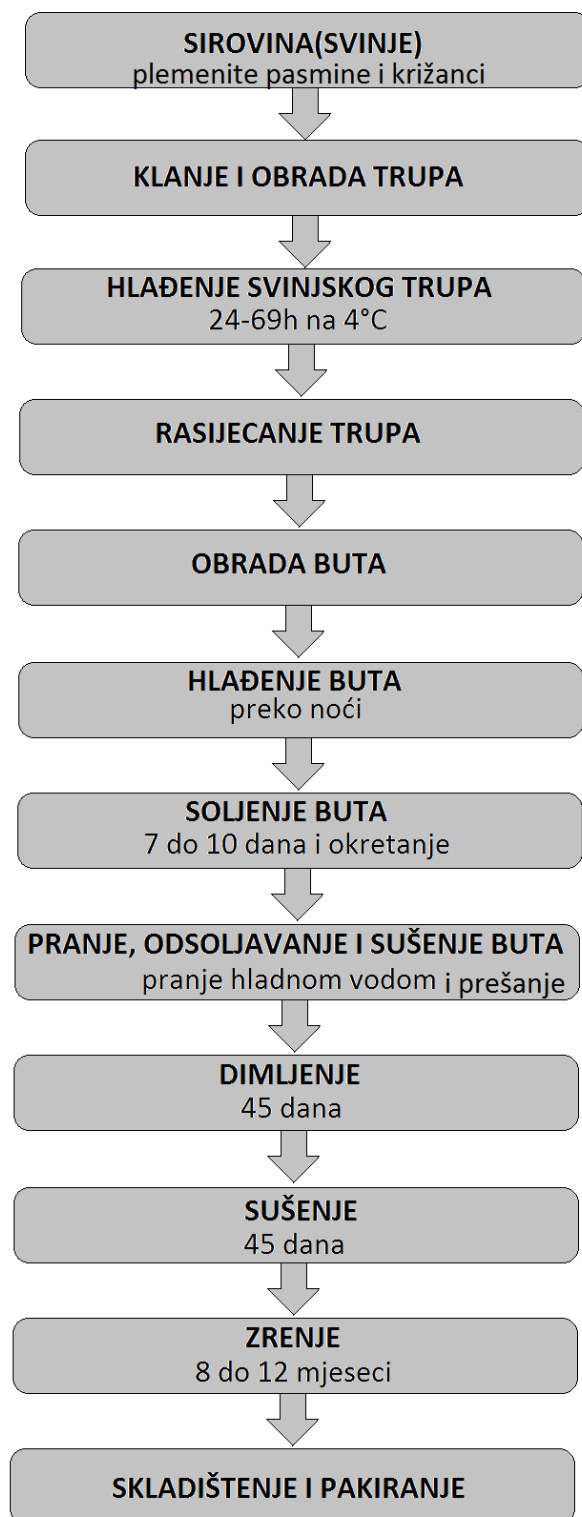 SIROVINA(SVINJE)
plemenite pasmine i križanci
KLANJE I OBRADA TRUPA
HLAĐENJE SVINJSKOG TRUPA
24-69h na 4°C
RASIJECANJE TRUPA
OBRADA BUTA
HLAĐENJE BUTA
preko noći
SOLJENJE BUTA
7 do 10 dana i okretanje
PRANJE, ODSOLJAVANJE I SUŠENJE BUTA
pranje hladnom vodom i prešanje
DIMLJENJE
45 dana
SUŠENJE
45 dana
ZRENJE
8 do 12 mjeseci
SKLADIŠTENJE I PAKIRANJE